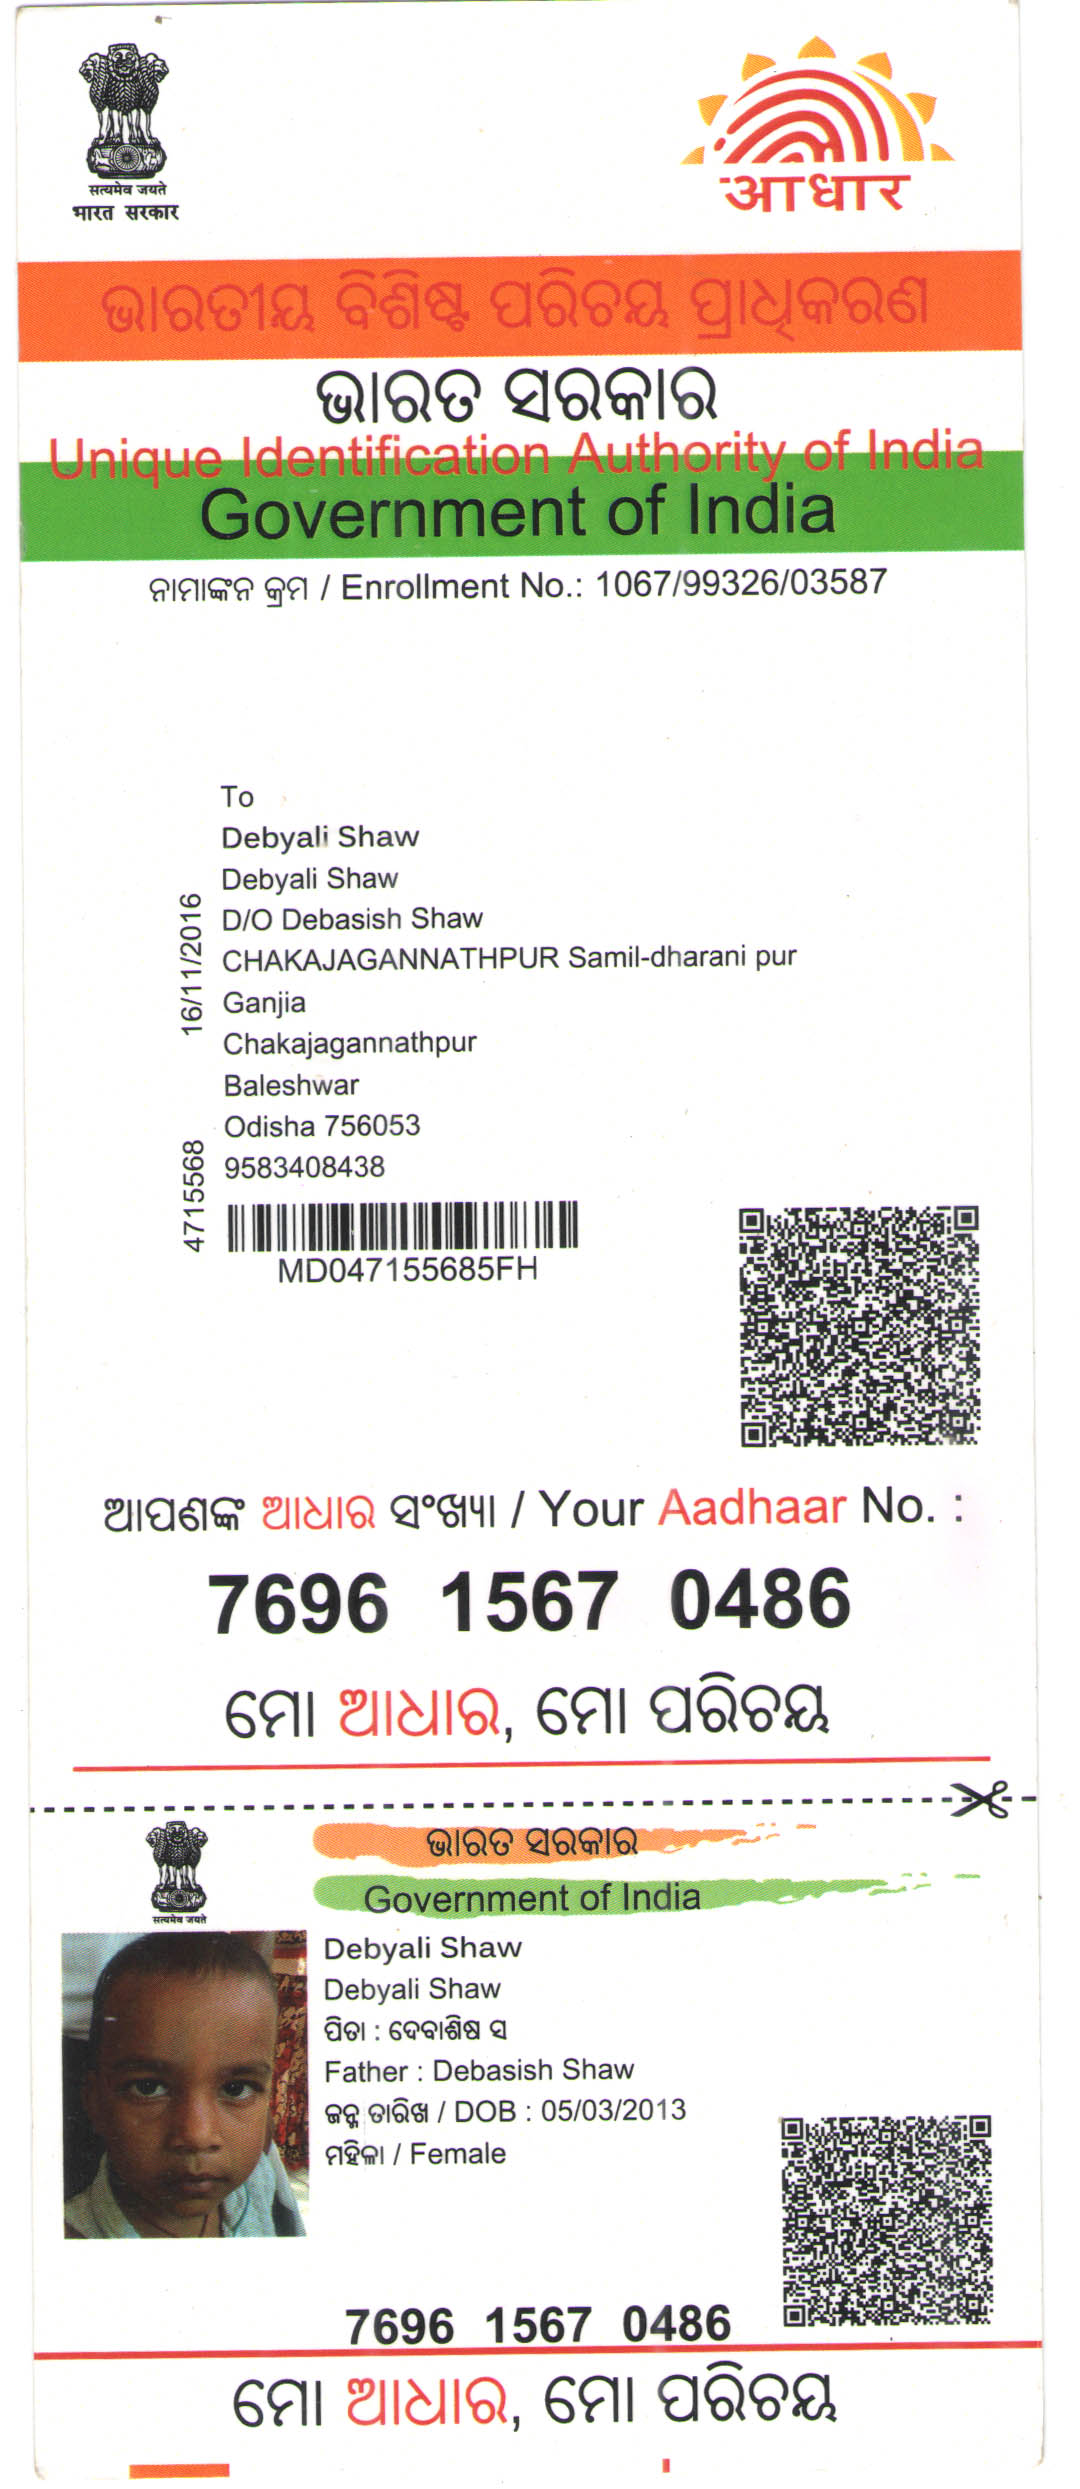 सत्यमेव जयते
भारत सरकार
आधार
ଭାରତୀୟ ବିଶିଷ୍ଟ ପରିଚୟ ପ୍ରାଧିକରଣ
ଭାରତ ସରକାର
Unique Identification Authority of India
Government of India
ନାମାଙ୍କନ କ୍ରମ / Enrollment No.: 1067/99326/03587
To
Debyali Shaw
Debyali Shaw
D/O Debasish Shaw
CHAKAJAGANNATHPUR Samil-dharani pur
Ganjia
Chakajagannathpur
Baleshwar
Odisha 756053
9583408438
16/11/2016
4715568
MD047155685FH
ଆପଣଙ୍କ ଆଧାର ସଂଖ୍ୟା / Your Aadhaar No. :
7696 1567 0486
ମୋ ଆଧାର, ମୋ ପରିଚୟ
ଭାରତ ସରକାର
Government of India
सत्यमेव जयते
Debyali Shaw
Debyali Shaw
ପିତା : ଦେବାଶିଷ ସ
Father : Debasish Shaw
ଜନ୍ମ ତାରିଖ / DOB : 05/03/2013
ମହିଳା / Female
7696 1567 0486
ମୋ ଆଧାର, ମୋ ପରିଚୟ